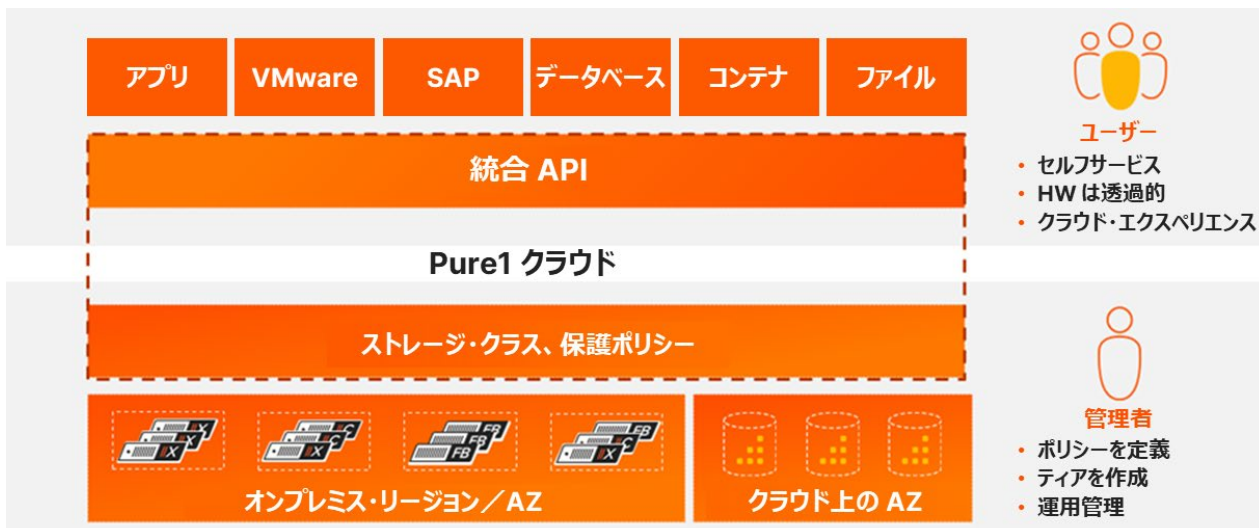 アプリ
VMware
SAP
データベース
コンテナ
ファイル
統合 API
Pure1 クラウド
ストレージ・クラス、保護ポリシー
オンプレミス・リージョン／AZ
クラウド上の AZ
ユーザー
• セルフサービス
• HW は透過的
• クラウド・エクスペリエンス
管理者
• ポリシーを定義
• ティアを作成
• 運用管理